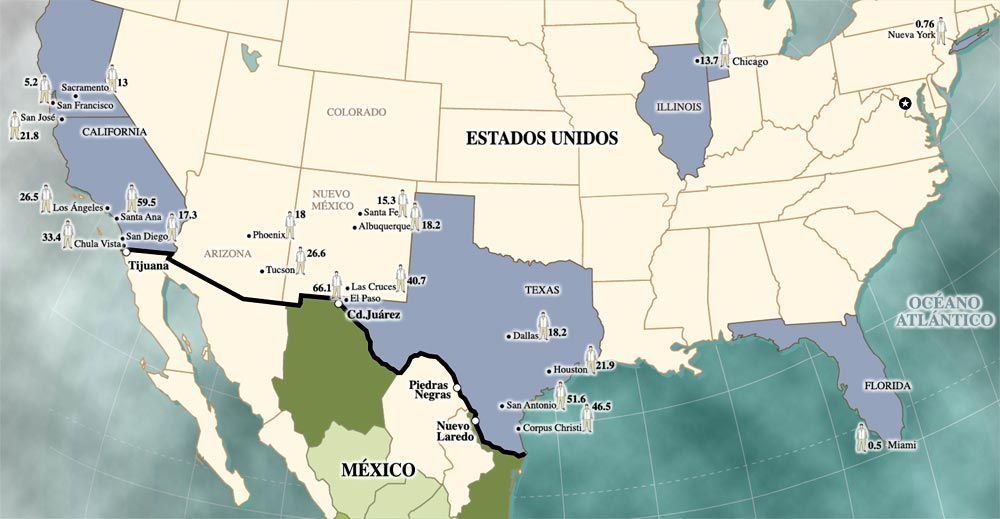 0.76
Nueva York
13.7
Chicago
5.2
Sacramento
13
San Francisco
San José
21.8
CALIFORNIA
COLORADO
ESTADOS UNIDOS
ILLINOIS
26.5
Los Ángeles
59.5
Santa Ana
17.3
33.4
San Diego
Chula Vista
Tijuana
ARIZONA
Phoenix
18
Tucson
26.6
NUEVO
MÉXICO
15.3
Santa Fe
Albuquerque
18.2
66.1
Las Cruces
40.7
El Paso
Cd.Juárez
TEXAS
Dallas
18.2
Houston
21.9
San Antonio
51.6
46.5
Corpus Christi
Piedras
Negras
Nuevo
Laredo
MÉXICO
OCÉANO
ATLÁNTICO
FLORIDA
0.5
Miami